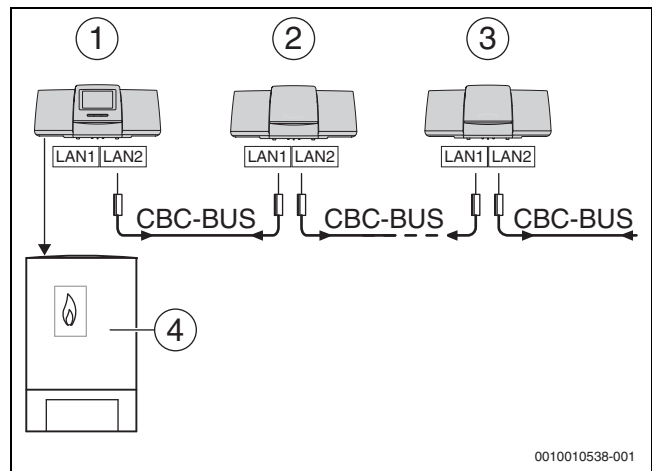 1 2 3
LAN1 LAN2 LAN1 LAN2 LAN1 LAN2
CBC-BUS CBC-BUS CBC-BUS
4
0010010538-001